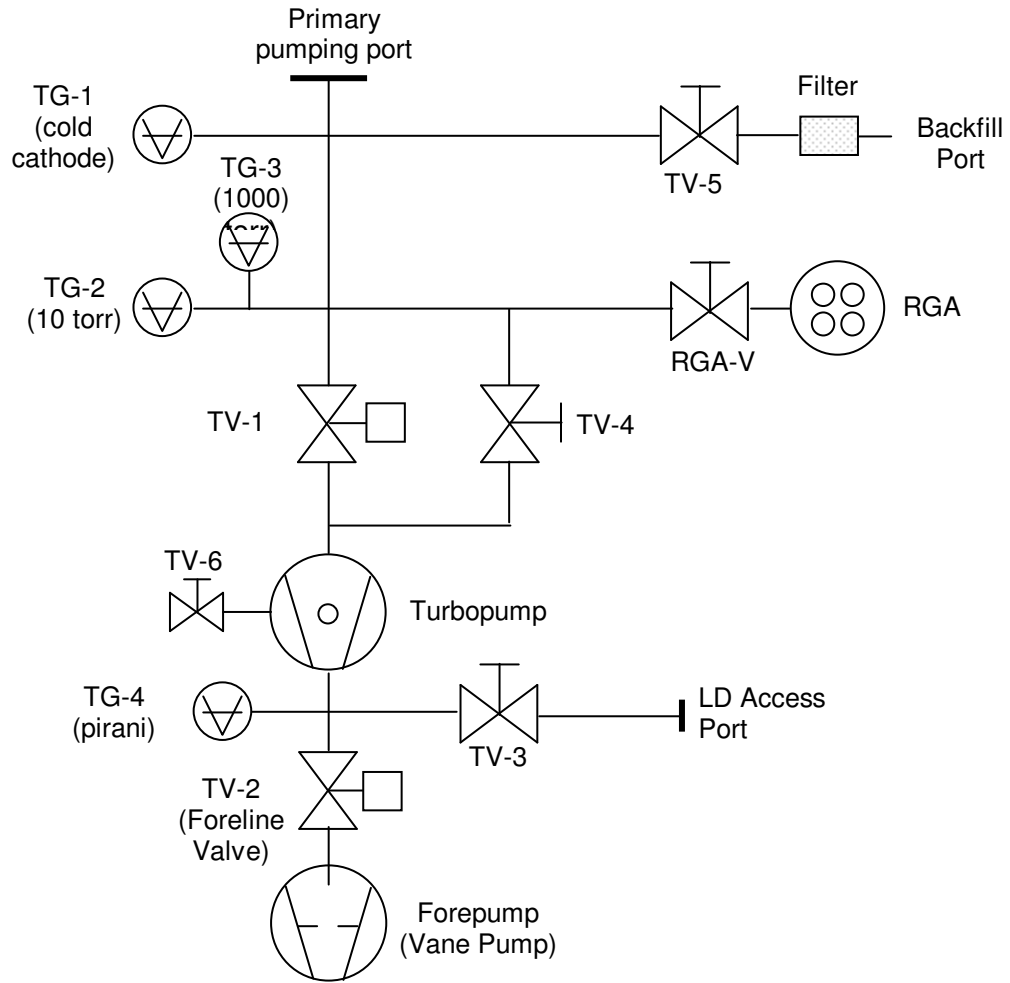 Primary
pumping port
TG-1
(cold
cathode)
Filter
Backfill
Port
TV-5
TG-3
(1000)
torr)
TG-2
(10 torr)
RGA
RGA-V
TV-1
TV-4
TV-6
Turbopump
TG-4
(pirani)
LD Access
Port
TV-3
TV-2
(Foreline
Valve)
Forepump
(Vane Pump)